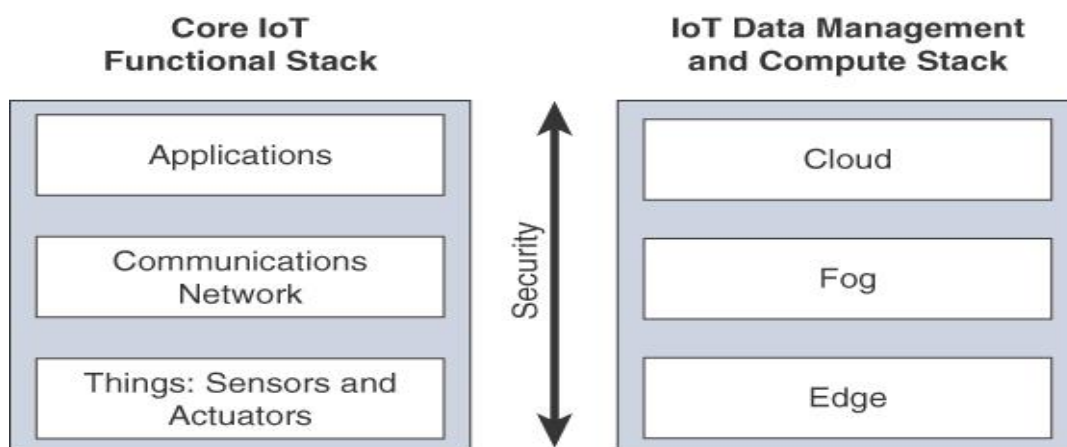 Core IoT
Functional Stack
Applications
Communications
Network
Things: Sensors and
Actuators
Security
IoT Data Management
and Compute Stack
Cloud
Fog
Edge